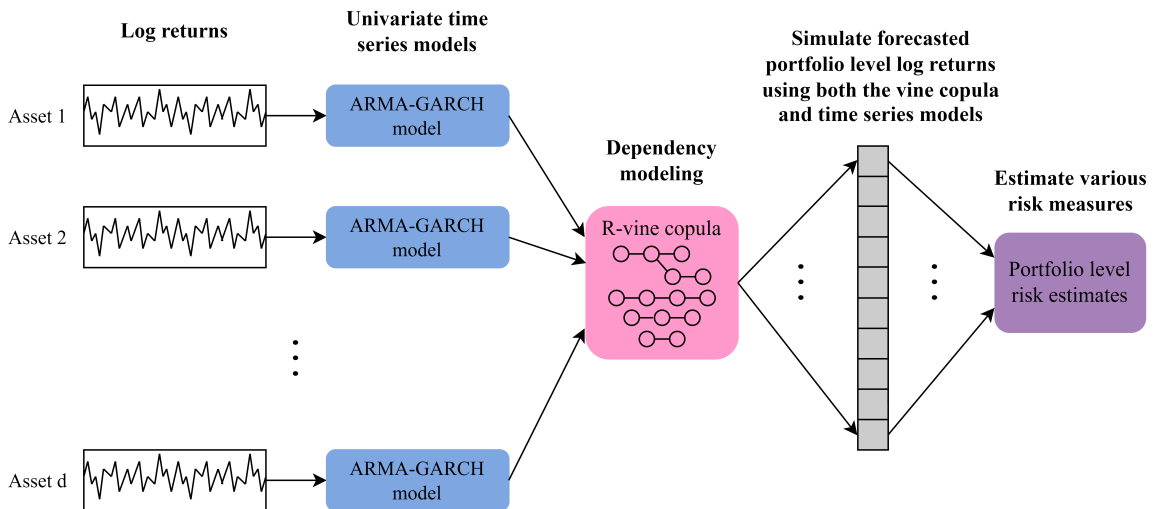 Log returns
Univariate time
series models
Simulate forecasted
portfolio level log returns
using both the vine copula
and time series models
Asset 1
ARMA-GARCH
model
Dependency
modeling
Estimate various
risk measures
Asset 2
ARMA-GARCH
model
R-vine copula
Portfolio level
risk estimates
Asset d
ARMA-GARCH
model